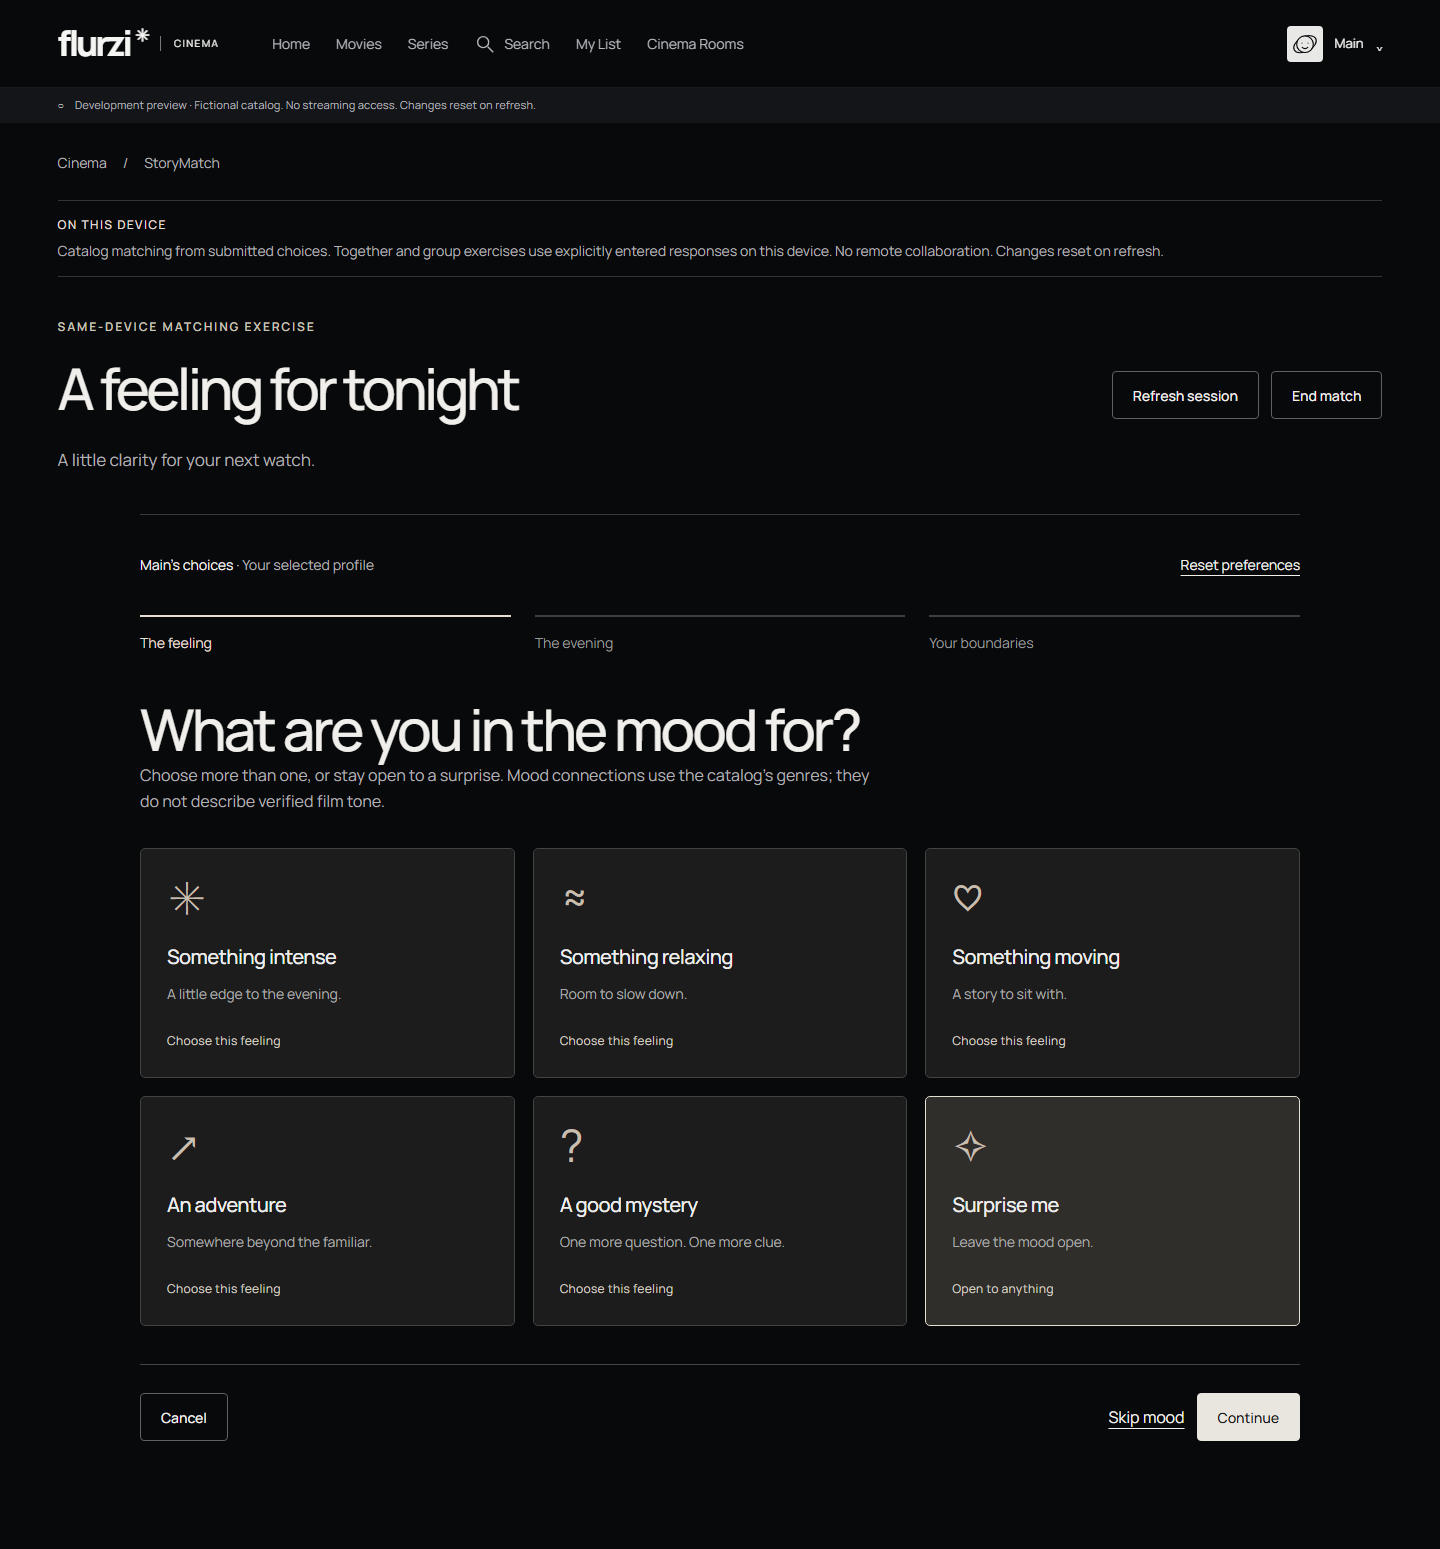 flurzi CINEMA
Home Movies Series Search My List Cinema Rooms Main
Development preview · Fictional catalog. No streaming access. Changes reset on refresh.
Cinema / StoryMatch
ON THIS DEVICE
Catalog matching from submitted choices. Together and group exercises use explicitly entered responses on this device. No remote collaboration. Changes reset on refresh.
SAME-DEVICE MATCHING EXERCISE
A feeling for tonight
Refresh session End match
A little clarity for your next watch.
Main's choices · Your selected profile Reset preferences
The feeling The evening Your boundaries
What are you in the mood for?
Choose more than one, or stay open to a surprise. Mood connections use the catalog's genres; they
do not describe verified film tone.
Something intense
A little edge to the evening.
Choose this feeling
Something relaxing
Room to slow down.
Choose this feeling
Something moving
A story to sit with.
Choose this feeling
An adventure
Somewhere beyond the familiar.
Choose this feeling
?
A good mystery
One more question. One more clue.
Choose this feeling
Surprise me
Leave the mood open.
Open to anything
Cancel Skip mood Continue